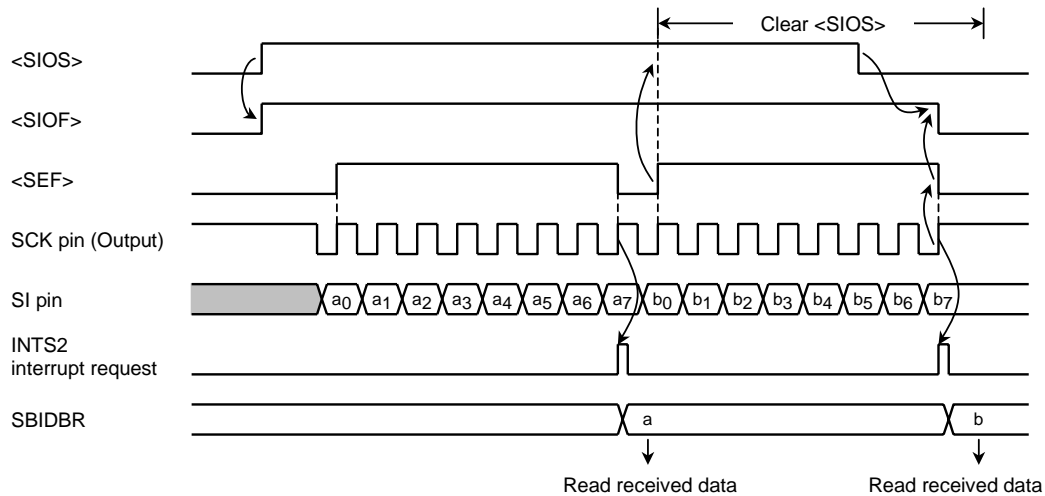 Clear <SIOS>
<SIOS>
<SIOF>
<SEF>
SCK pin (Output)
SI pin
a0 a1 a2 a3 a4 a5 a6 a7 b0 b1 b2 b3 b4 b5 b6 b7
INTS2
interrupt request
SBIDBR
a b
Read received data Read received data